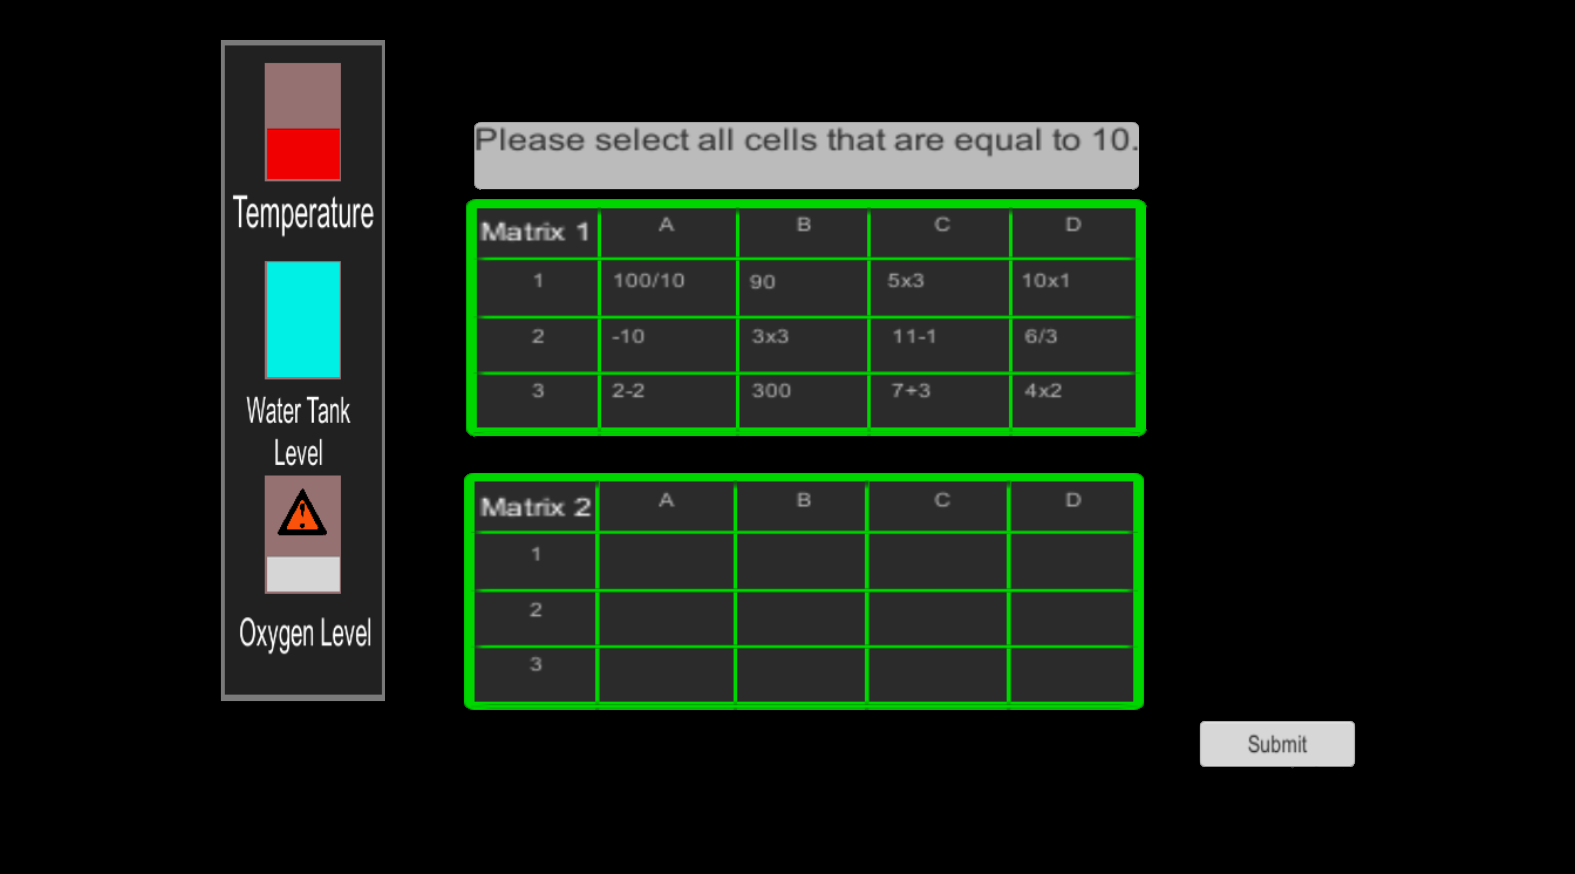 Temperature
Water Tank
Level
!
Oxygen Level
Please select all cells that are equal to 10.
Matrix 1 A B C D
1 100/10 90 5x3 10x1
2 -10 3x3 11-1 6/3
3 2-2 300 7+3 4x2
Matrix 2 A B C D
1
2
3
Submit